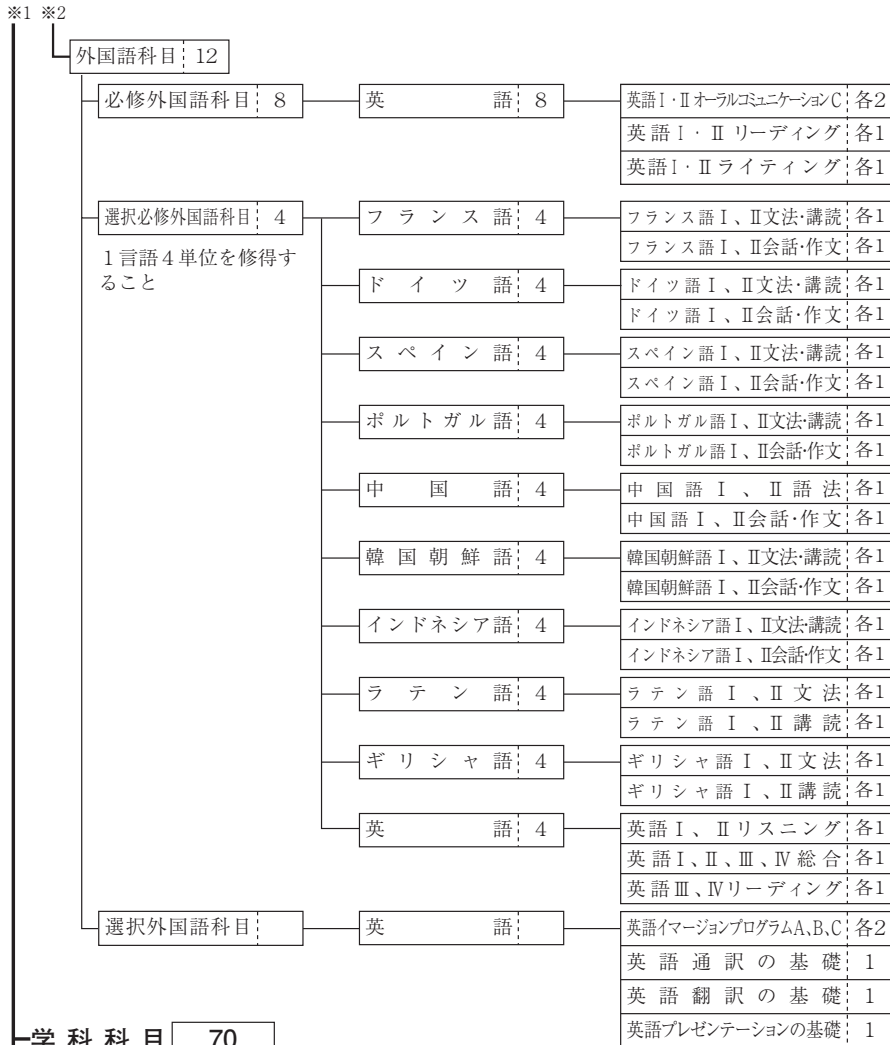 ※1 ※2
外国語科目 12
必修外国語科目 8 英語 8 英語Ⅰ・Ⅱ オーラルコミュニケーションC 各2
英語Ⅰ・Ⅱ リーディング 各1
英語Ⅰ・Ⅱライティング 各1
選択必修外国語科目 4 フランス語 4 フランス語Ⅰ、Ⅱ文法・講読 各1
フランス語Ⅰ、Ⅱ会話・作文 各1
1言語4単位を修得す
ること
ドイツ語 4 ドイツ語Ⅰ、Ⅱ文法・講読 各1
ドイツ語Ⅰ、Ⅱ会話・作文 各1
スペイン語 4 スペイン語Ⅰ、Ⅱ文法・講読 各1
スペイン語Ⅰ、Ⅱ会話・作文 各1
ポルトガル語 4 ポルトガル語Ⅰ、Ⅱ文法・講読 各1
ポルトガル語Ⅰ、Ⅱ会話・作文 各1
中国語 4 中国語Ⅰ、Ⅱ語法 各1
中国語Ⅰ、Ⅱ会話・作文 各1
韓国朝鮮語 4 韓国朝鮮語Ⅰ、Ⅱ文法・講読 各1
韓国朝鮮語Ⅰ、Ⅱ会話・作文 各1
インドネシア語 4 インドネシア語Ⅰ、Ⅱ文法・講読 各1
インドネシア語Ⅰ、Ⅱ会話・作文 各1
ラテン語 4 ラテン語Ⅰ、Ⅱ文法 各1
ラテン語Ⅰ、Ⅱ講読 各1
ギリシャ語 4 ギリシャ語Ⅰ、Ⅱ文法 各1
ギリシャ語Ⅰ、Ⅱ講読 各1
英語 4 英語Ⅰ、Ⅱリスニング 各1
英語Ⅰ、Ⅱ、Ⅲ、Ⅳ総合 各1
英語Ⅲ、Ⅳリーディング 各1
選択外国語科目 英語 英語イマージョンプログラムA、B、C 各2
英語通訳の基礎 1
英語翻訳の基礎 1
英語プレゼンテーションの基礎 1
学科科目 70